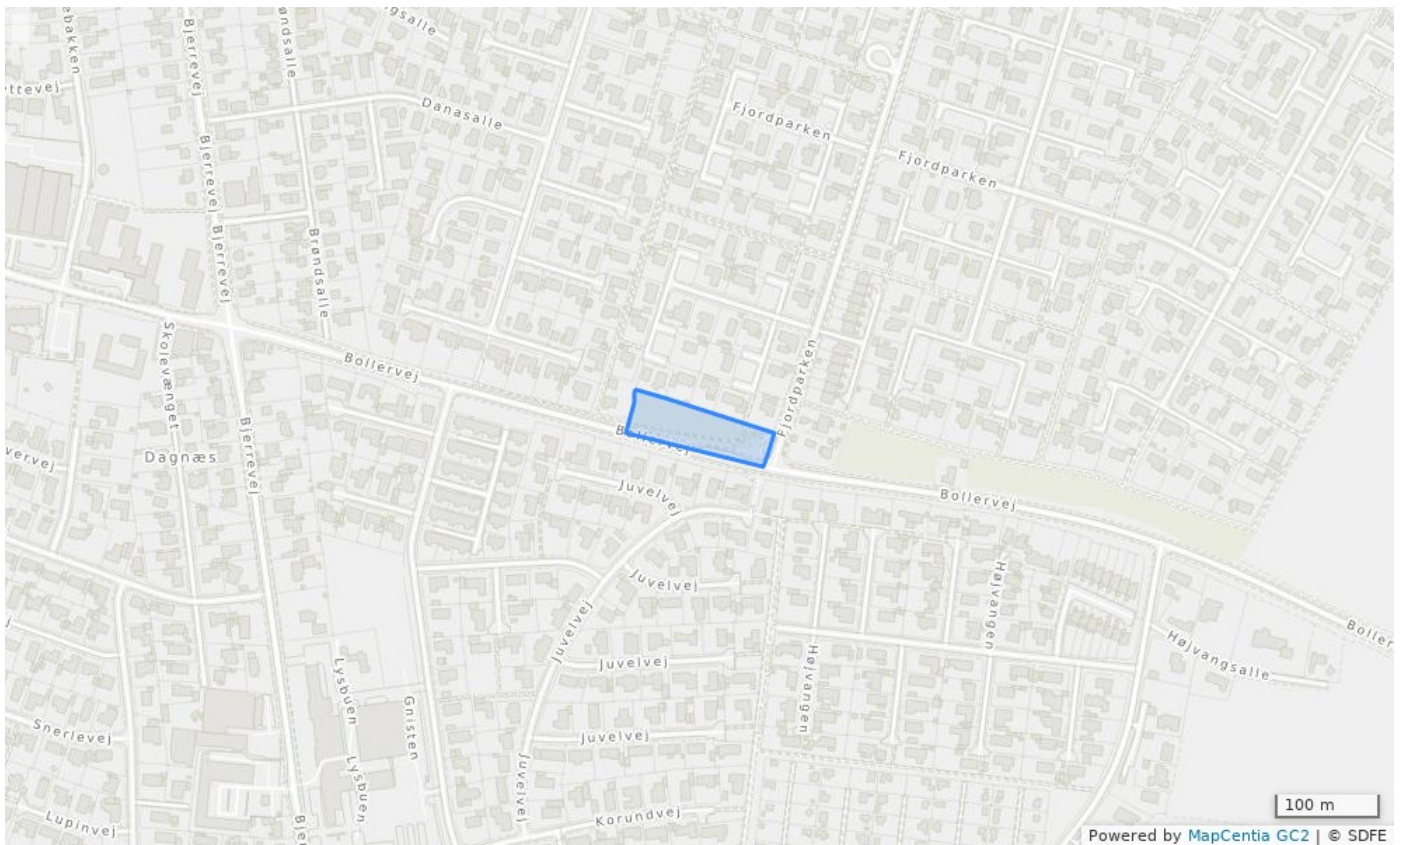 Bjerrevej
Danasalle
Fjordparken
Fjordparken
Bjerrevej
Bjerrevej
Brøndsalle
Skolevænget
Bollervej
Fjordparken
Bjerrevej
Dagnæs
Bollervej
Juvelvej
Bollervej
Juvelvej
Højvangen
Juvelvej
Juvelvej
Højvangen
Højvangsalle
Lysbuen
Gnisten
Snerlevej
Juvelvej
Lysbuen
Juvelvej
Lupinvej
Korundvej
100 m
Powered by MapCentia GC2 | © SDFE